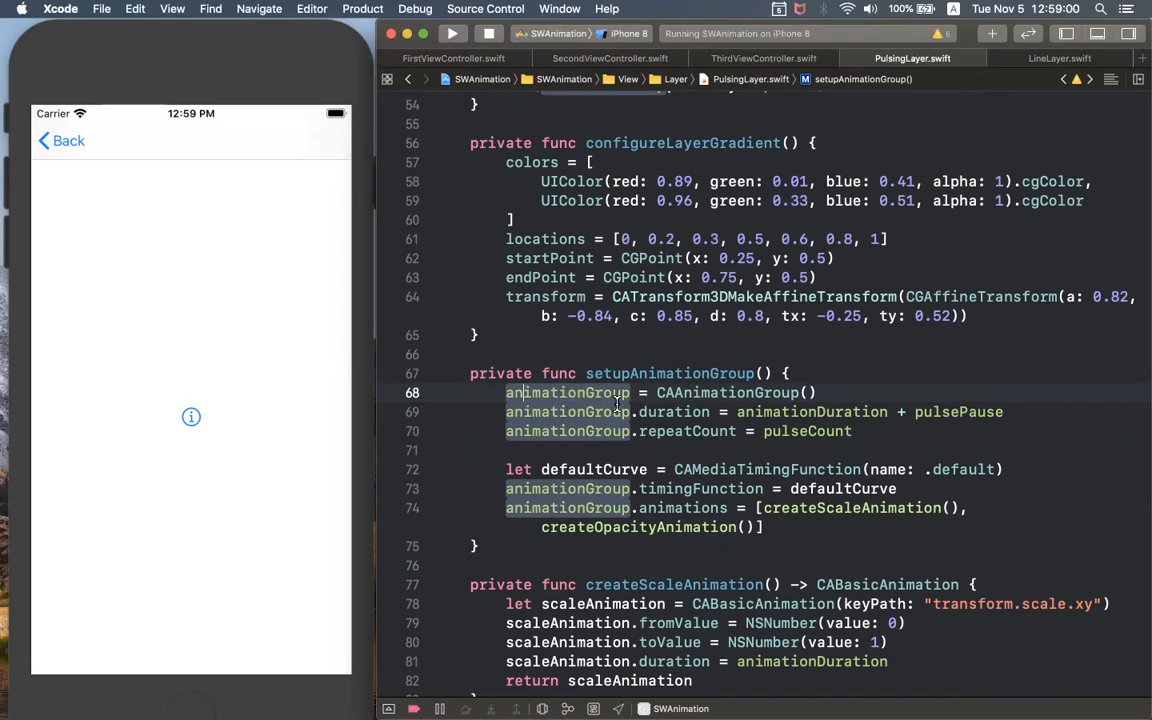 Xcode File Edit View Find Navigate Editor Product Debug Source Control Window Help 5 100% A Tue Nov 5 12:59:00
SWAnimation iPhone 8 Running SWAnimation on iPhone 8 6
FirstViewController.swift SecondViewController.swift ThirdViewController.swift PulsingLayer.swift LineLayer.swift
SWAnimation SWAnimation View Layer PulsingLayer.swift M setupAnimationGroup()
Carrier 12:59 PM
Back
54 }
55
56 private func configureLayerGradient() {
57 colors = [
58 UIColor(red: 0.89, green: 0.01, blue: 0.41, alpha: 1).cgColor,
59 UIColor(red: 0.96, green: 0.33, blue: 0.51, alpha: 1).cgColor
60 ]
61 locations = [0, 0.2, 0.3, 0.5, 0.6, 0.8, 1]
62 startPoint = CGPoint(x: 0.25, y: 0.5)
63 endPoint = CGPoint(x: 0.75, y: 0.5)
64 transform = CATransform3DMakeAffineTransform(CGAffineTransform(a: 0.82,
b: -0.84, c: 0.85, d: 0.8, tx: -0.25, ty: 0.52))
65 }
66
67 private func setupAnimationGroup() {
68 animationGroup = CAAnimationGroup()
69 animationGroup.duration = animationDuration + pulsePause
70 animationGroup.repeatCount = pulseCount
71
72 let defaultCurve = CAMediaTimingFunction(name: .default)
73 animationGroup.timingFunction = defaultCurve
74 animationGroup.animations = [createScaleAnimation(),
createOpacityAnimation()]
75 }
76
77 private func createScaleAnimation() -> CABasicAnimation {
78 let scaleAnimation = CABasicAnimation(keyPath: "transform.scale.xy")
79 scaleAnimation.fromValue = NSNumber(value: 0)
80 scaleAnimation.toValue = NSNumber(value: 1)
81 scaleAnimation.duration = animationDuration
82 return scaleAnimation
SWAnimation